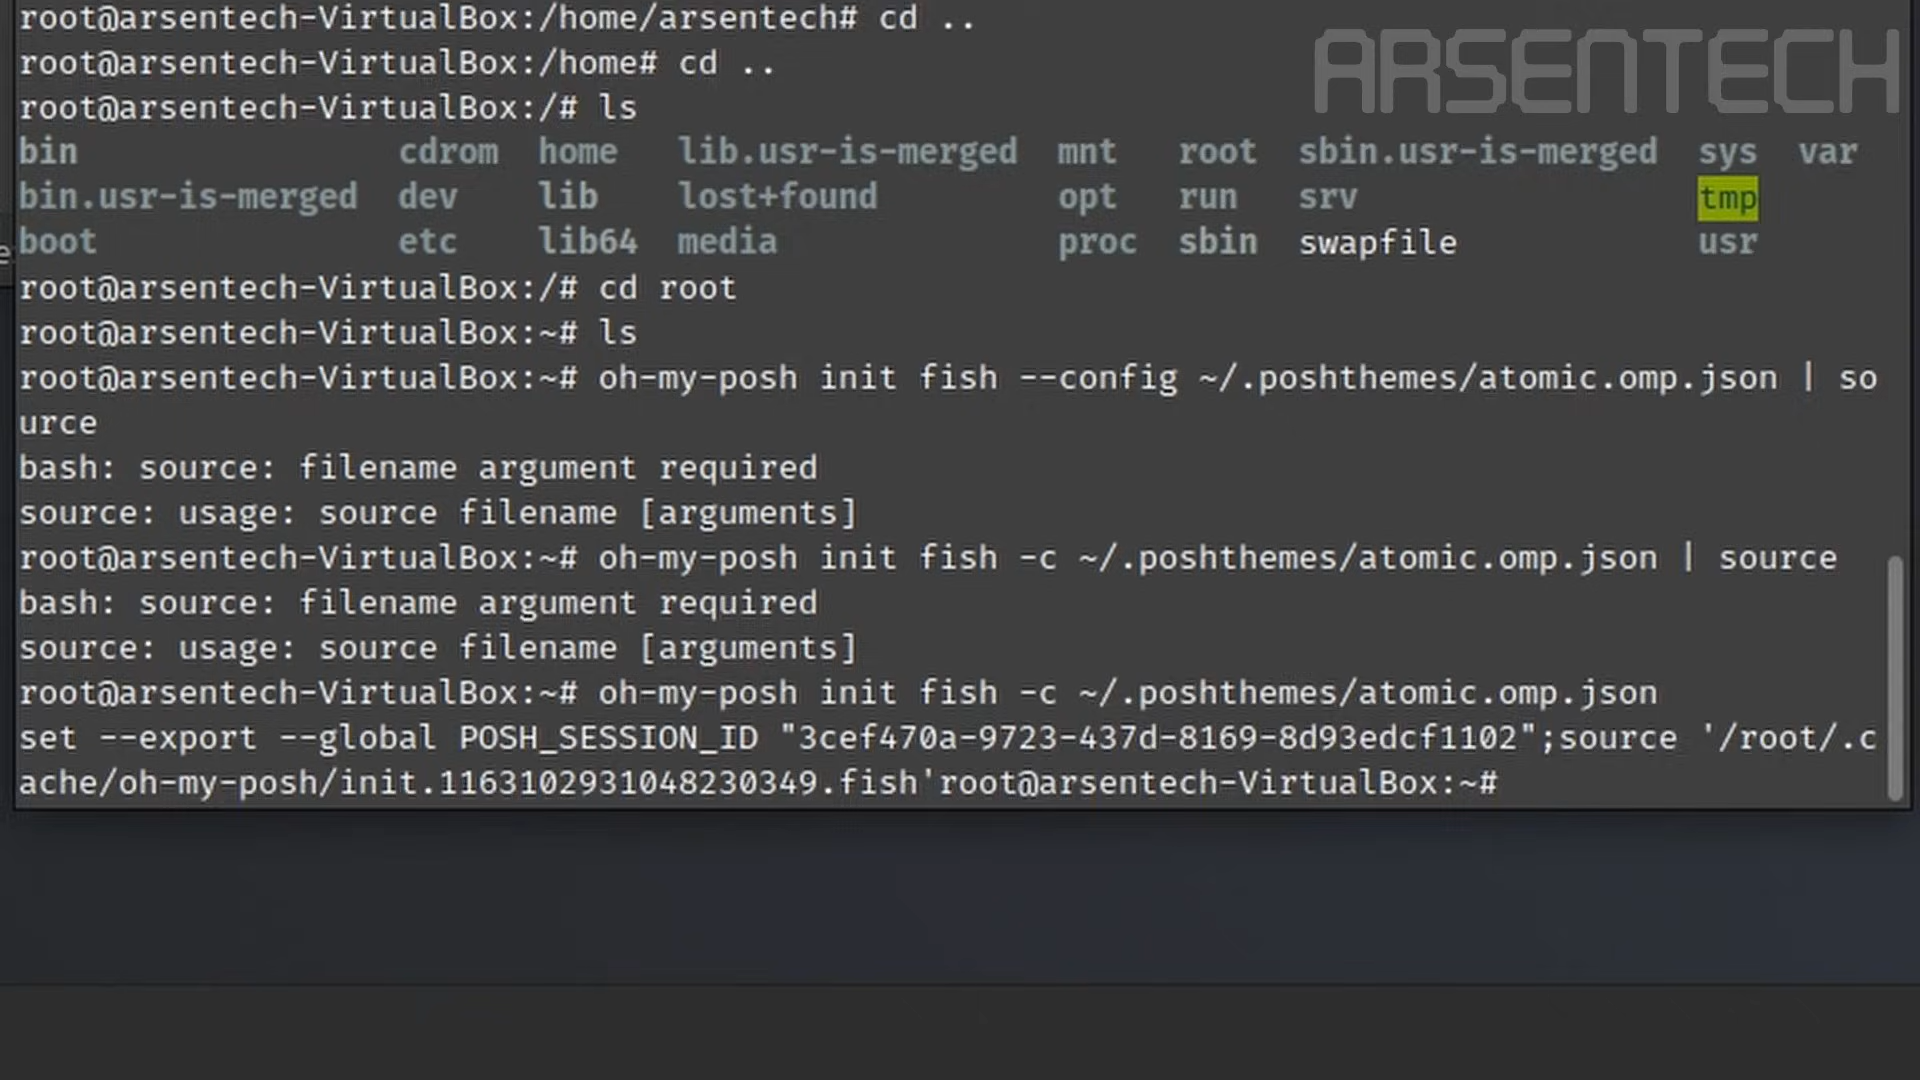 root@arsentech-VirtualBox:/home/arsentech# cd ..
ARSENTECH
root@arsentech-VirtualBox:/home# cd ..
root@arsentech-VirtualBox:/# ls
bin cdrom home lib.usr-is-merged mnt root sbin.usr-is-merged sys var
bin.usr-is-merged dev lib lost+found opt run srv tmp
boot etc lib64 media proc sbin swapfile usr
root@arsentech-VirtualBox:/# cd root
root@arsentech-VirtualBox:~# ls
root@arsentech-VirtualBox:~# oh-my-posh init fish --config ~/.poshthemes/atomic.omp.json | so
urce
bash: source: filename argument required
source: usage: source filename [arguments]
root@arsentech-VirtualBox:~# oh-my-posh init fish -c ~/.poshthemes/atomic.omp.json | source
bash: source: filename argument required
source: usage: source filename [arguments]
root@arsentech-VirtualBox:~# oh-my-posh init fish -c ~/.poshthemes/atomic.omp.json
set --export --global POSH_SESSION_ID "3cef470a-9723-437d-8169-8d93edcf1102";source '/root/.c
ache/oh-my-posh/init.1163102931048230349.fish'root@arsentech-VirtualBox:~#